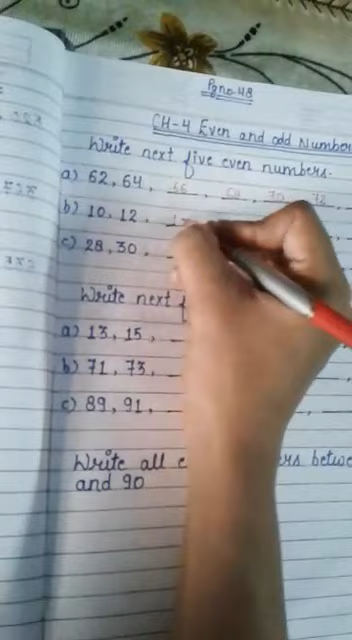 Pg no-48
CH-4 Even and odd Number
Write next five even numbers.
a) 62, 64, 66, 68, 70, 72
b) 10, 12,
c) 28, 30,
Write next
a) 13, 15,
b) 71, 73,
c) 89, 91,
Write all
and 90